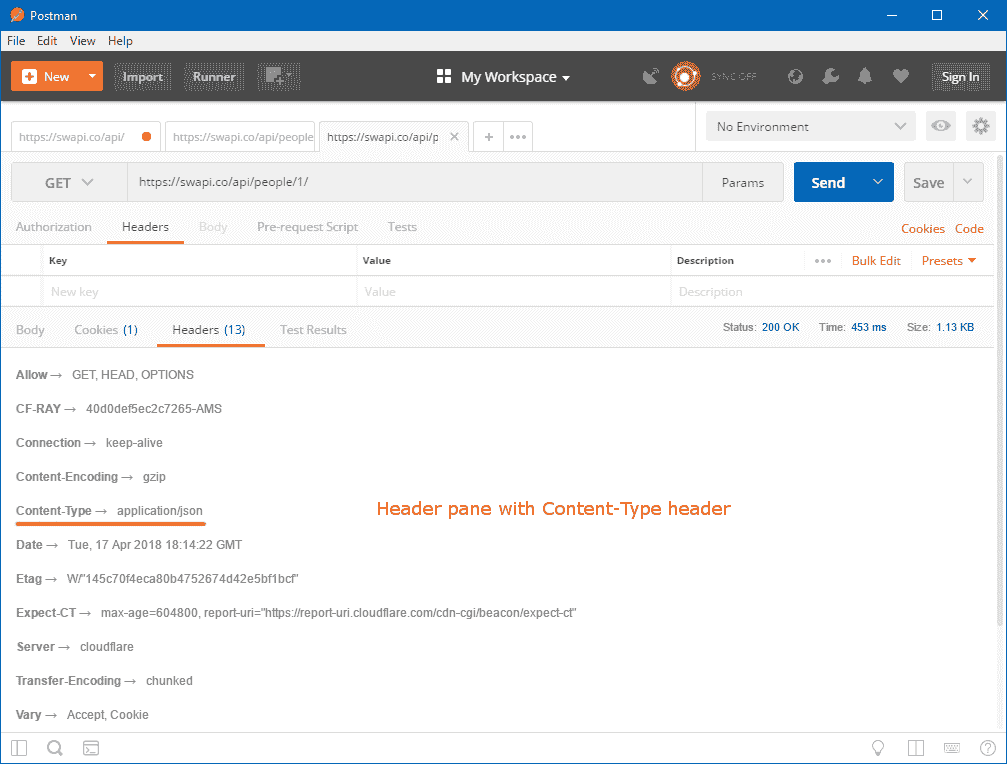 Postman
File Edit View Help
New Import Runner My Workspace SYNC OFF Sign In
https://swapi.co/api/ https://swapi.co/api/people https://swapi.co/api/p No Environment
GET https://swapi.co/api/people/1/ Params Send Save
Authorization Headers Body Pre-request Script Tests Cookies Code
Key Value Description Bulk Edit Presets
New key Value Description
Body Cookies (1) Headers (13) Test Results Status: 200 OK Time: 453 ms Size: 1.13 KB
Allow → GET, HEAD, OPTIONS
CF-RAY → 40d0def5ec2c7265-AMS
Connection → keep-alive
Content-Encoding → gzip
Content-Type → application/json
Header pane with Content-Type header
Date → Tue, 17 Apr 2018 18:14:22 GMT
Etag → W/"145c70f4eca80b4752674d42e5bf1bcf"
Expect-CT → max-age=604800, report-uri="https://report-uri.cloudflare.com/cdn-cgi/beacon/expect-ct"
Server → cloudflare
Transfer-Encoding → chunked
Vary → Accept, Cookie